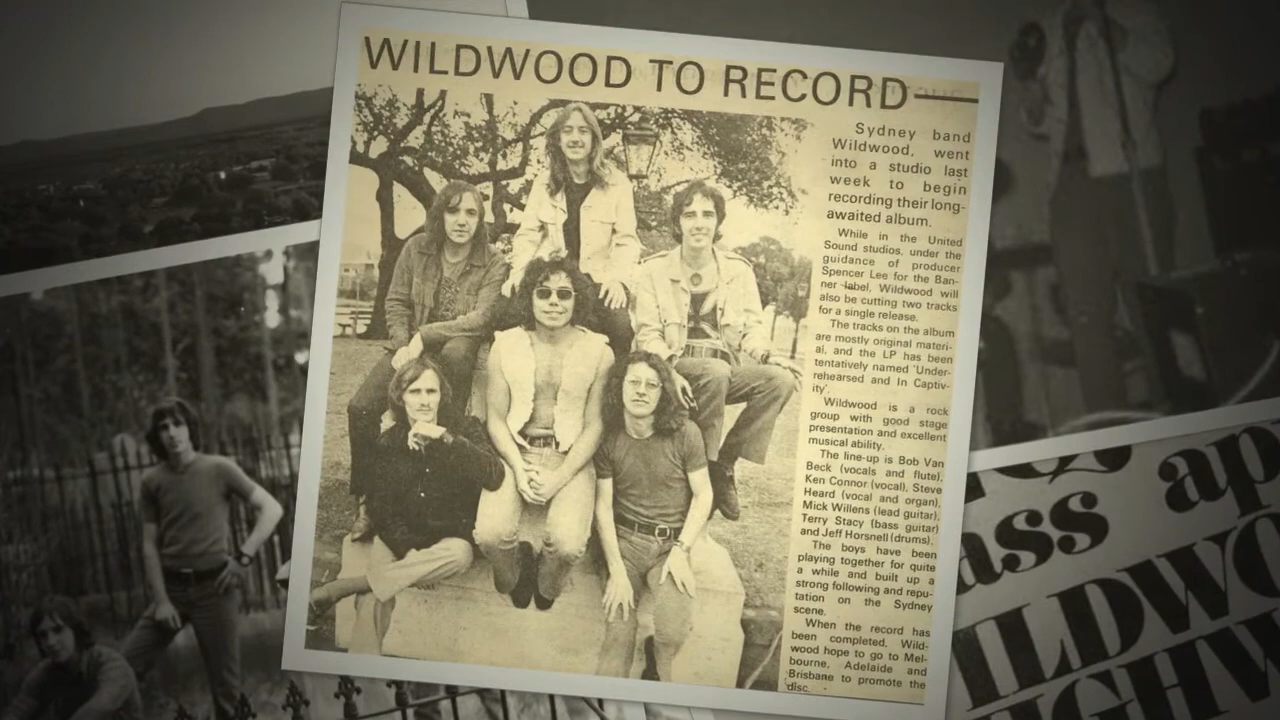 WILDWOOD TO RECORD
Sydney band
Wildwood, went
into a studio last
week to begin
recording their long-
awaited album.
While in the United
Sound studios, under the
guidance of producer
Spencer Lee for the Ban-
ner label, Wildwood will
also be cutting two tracks
for a single release.
The tracks on the album
are mostly original materi-
al, and the LP has been
tentatively named 'Under-
rehearsed and In Captiv-
ity'.
Wildwood is a rock
group with good stage
presentation and excellent
musical ability.
The line-up is Bob Van
Beck (vocals and flute),
Ken Connor (vocal), Steve
Heard (vocal and organ),
Mick Willens (lead guitar),
Terry Stacy (bass guitar)
and Jeff Horsnell (drums).
The boys have been
playing together for quite
a while and built up a
strong following and repu-
tation on the Sydney
scene.
When the record has
been completed, Wild-
wood hope to go to Mel-
bourne, Adelaide and
Brisbane to promote the
disc.
ass ap
ILDWO
IGHW